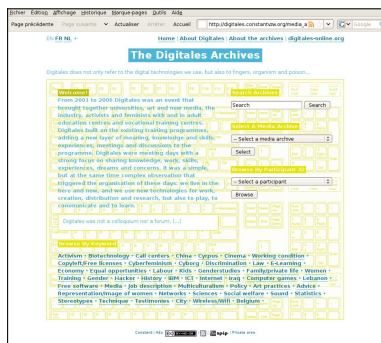 Fichier Edition Affichage Historique Marque-pages Outils Aide
Page précédente Page suivante Actualiser Arrêter Accueil http://digitales.constantvzw.org/media_a Google
EN FR NL + Home | About Digitales | About the archives | digitales-online.org
The Digitales Archives
Digitales does not only refer to the digital technologies we use, but also to fingers, organism and poison...
Welcome!
From 2001 to 2006 Digitales was an event that
brought together universities, art and new media, the
industry, activists and feminists with and in adult
education centres and vocational training centres.
Digitales built on the existing training programmes,
adding a new layer of meaning, knowledge and skills,
experiences, meetings and discussions to the
programme. Digitales were meeting days with a
strong focus on sharing knowledge, work, skills,
experiences, dreams and concerns. It was a simple,
but at the same time complex observation that
triggered the organisation of these days: we live in the
here and now, and we use new technologies for work,
creation, distribution and research, but also to play, to
communicate and to learn.
Digitales was not a colloquium nor a forum, [...]
Search Archives
Search Search
Select A Media Archive
-- Select a media archive
Select
Browse By Participant
-- Select a participant
Browse
Browse By Keyword
Activism • Biotechnology • Call centers • China • Cyprus • Cinema • Working condition •
Copyleft/Free licenses • Cyberfeminism • Cyborg • Discrimination • Law • E-Learning •
Economy • Equal opportunities • Labour • Kids • Genderstudies • Family/private life • Women •
Training • Gender • Hacker • History • IBM • ICT • Internet • Iraq • Computer games • Lebanon •
Free software • Media • Job description • Multiculturalism • Policy • Art practices • Advice •
Representation/Image of women • Networks • Sciences • Social welfare • Sound • Statistics •
Stereotypes • Technique • Testimonies • City • Wireless/Wifi • Belgium •
spip | Private area